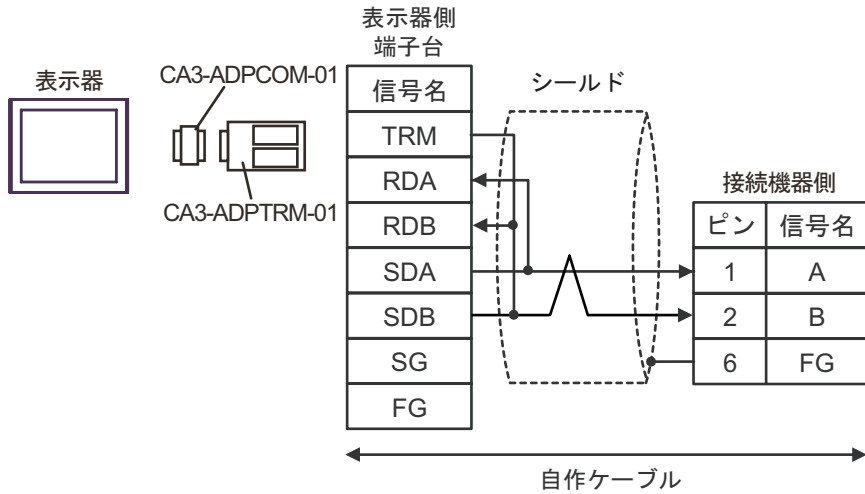 表示器側
端子台
表示器
CA3-ADPCOM-01
CA3-ADPTRM-01
信号名
TRM
RDA
RDB
SDA
SDB
SG
FG
シールド
接続機器側
ピン 信号名
1 A
2 B
6 FG
自作ケーブル